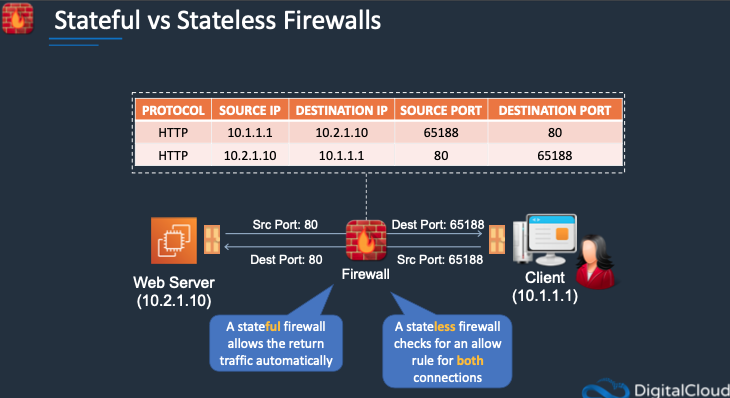 Stateful vs Stateless Firewalls
PROTOCOL SOURCE IP DESTINATION IP SOURCE PORT DESTINATION PORT
HTTP 10.1.1.1 10.2.1.10 65188 80
HTTP 10.2.1.10 10.1.1.1 80 65188
Src Port: 80
Dest Port: 65188
Dest Port: 80
Src Port: 65188
Firewall
Web Server
(10.2.1.10)
Client
(10.1.1.1)
A stateful firewall
allows the return
traffic automatically
A stateless firewall
checks for an allow
rule for both
connections
DigitalCloud